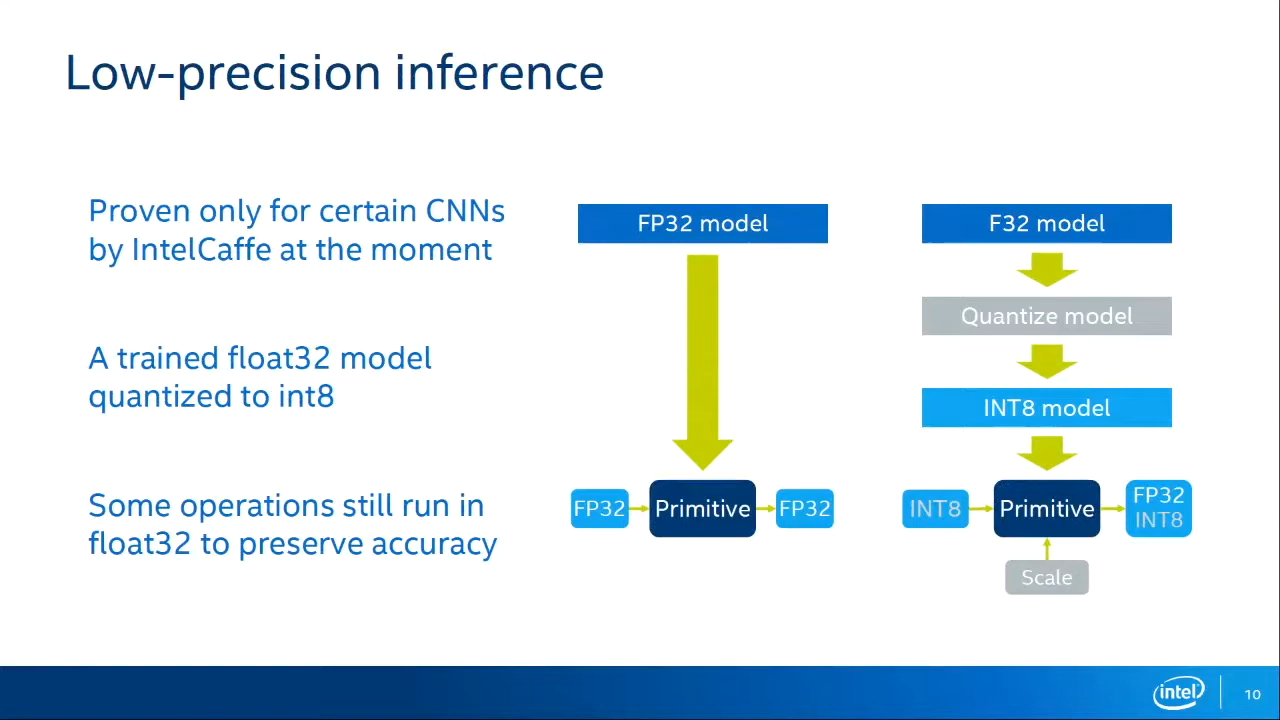 Low-precision inference
Proven only for certain CNNs
by IntelCaffe at the moment
A trained float32 model
quantized to int8
Some operations still run in
float32 to preserve accuracy
FP32 model
FP32
Primitive
FP32
F32 model
Quantize model
INT8 model
INT8
Primitive
FP32
INT8
Scale
intel
10